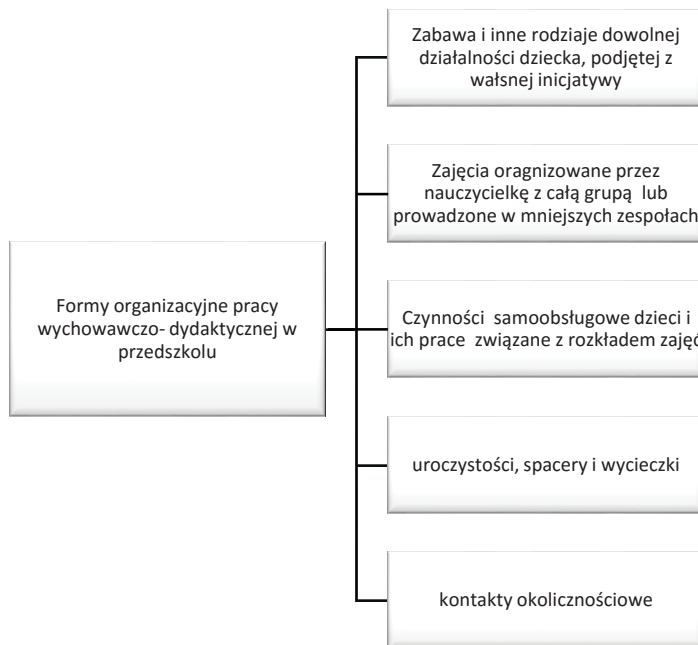 Zabawa i inne rodziaje dowolnej
działalności dziecka, podjętej z
wałsnej inicjatywy
Zajęcia oragnizowane przez
nauczycielkę z całą grupą lub
prowadzone w mniejszych zespołach
Formy organizacyjne pracy
wychowawczo- dydaktycznej w
przedszkolu
Czynności samoobsługowe dzieci i
ich prace związane z rozkładem zajęć
uroczystości, spacery i wycieczki
kontakty okolicznościowe